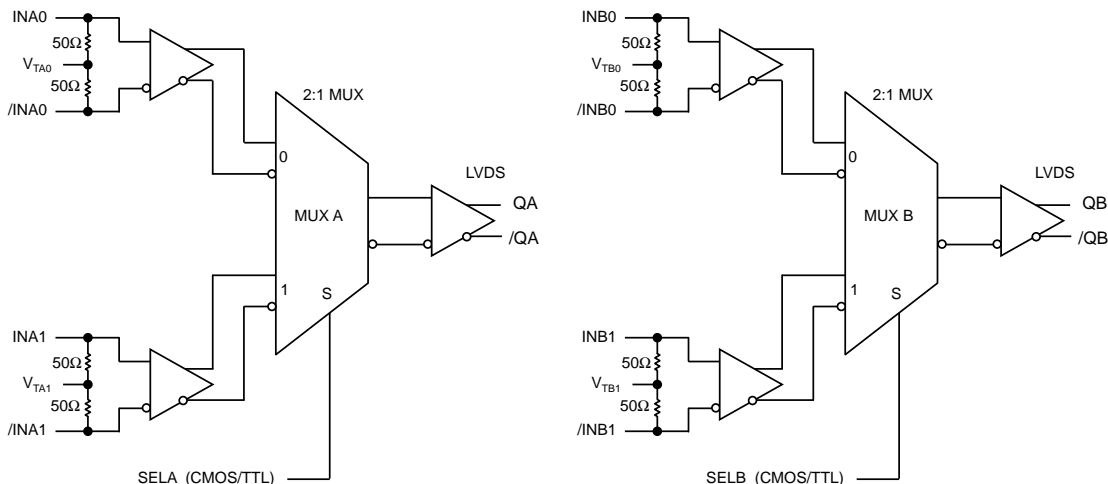 INA0
50Ω
VTA0
50Ω
/INA0
2:1 MUX
0
LVDS
MUX A
QA
/QA
1
S
INA1
50Ω
VTA1
50Ω
/INA1
SELA (CMOS/TTL)
INB0
50Ω
VTB0
50Ω
/INB0
2:1 MUX
0
LVDS
MUX B
QB
/QB
1
S
INB1
50Ω
VTB1
50Ω
/INB1
SELB (CMOS/TTL)